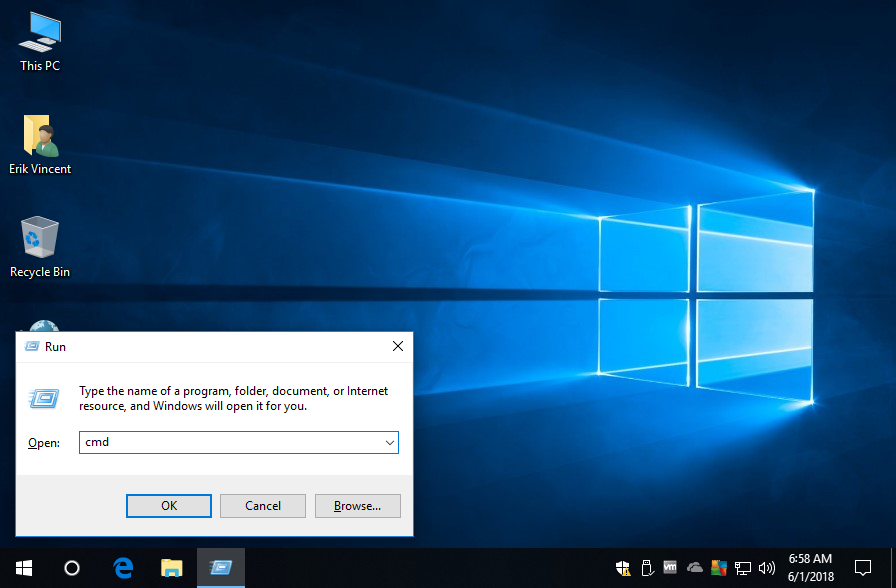 This PC
Erik Vincent
Recycle Bin
Run
Type the name of a program, folder, document, or Internet
resource, and Windows will open it for you.
Open:
cmd
OK
Cancel
Browse...
vm
6:58 AM
6/1/2018